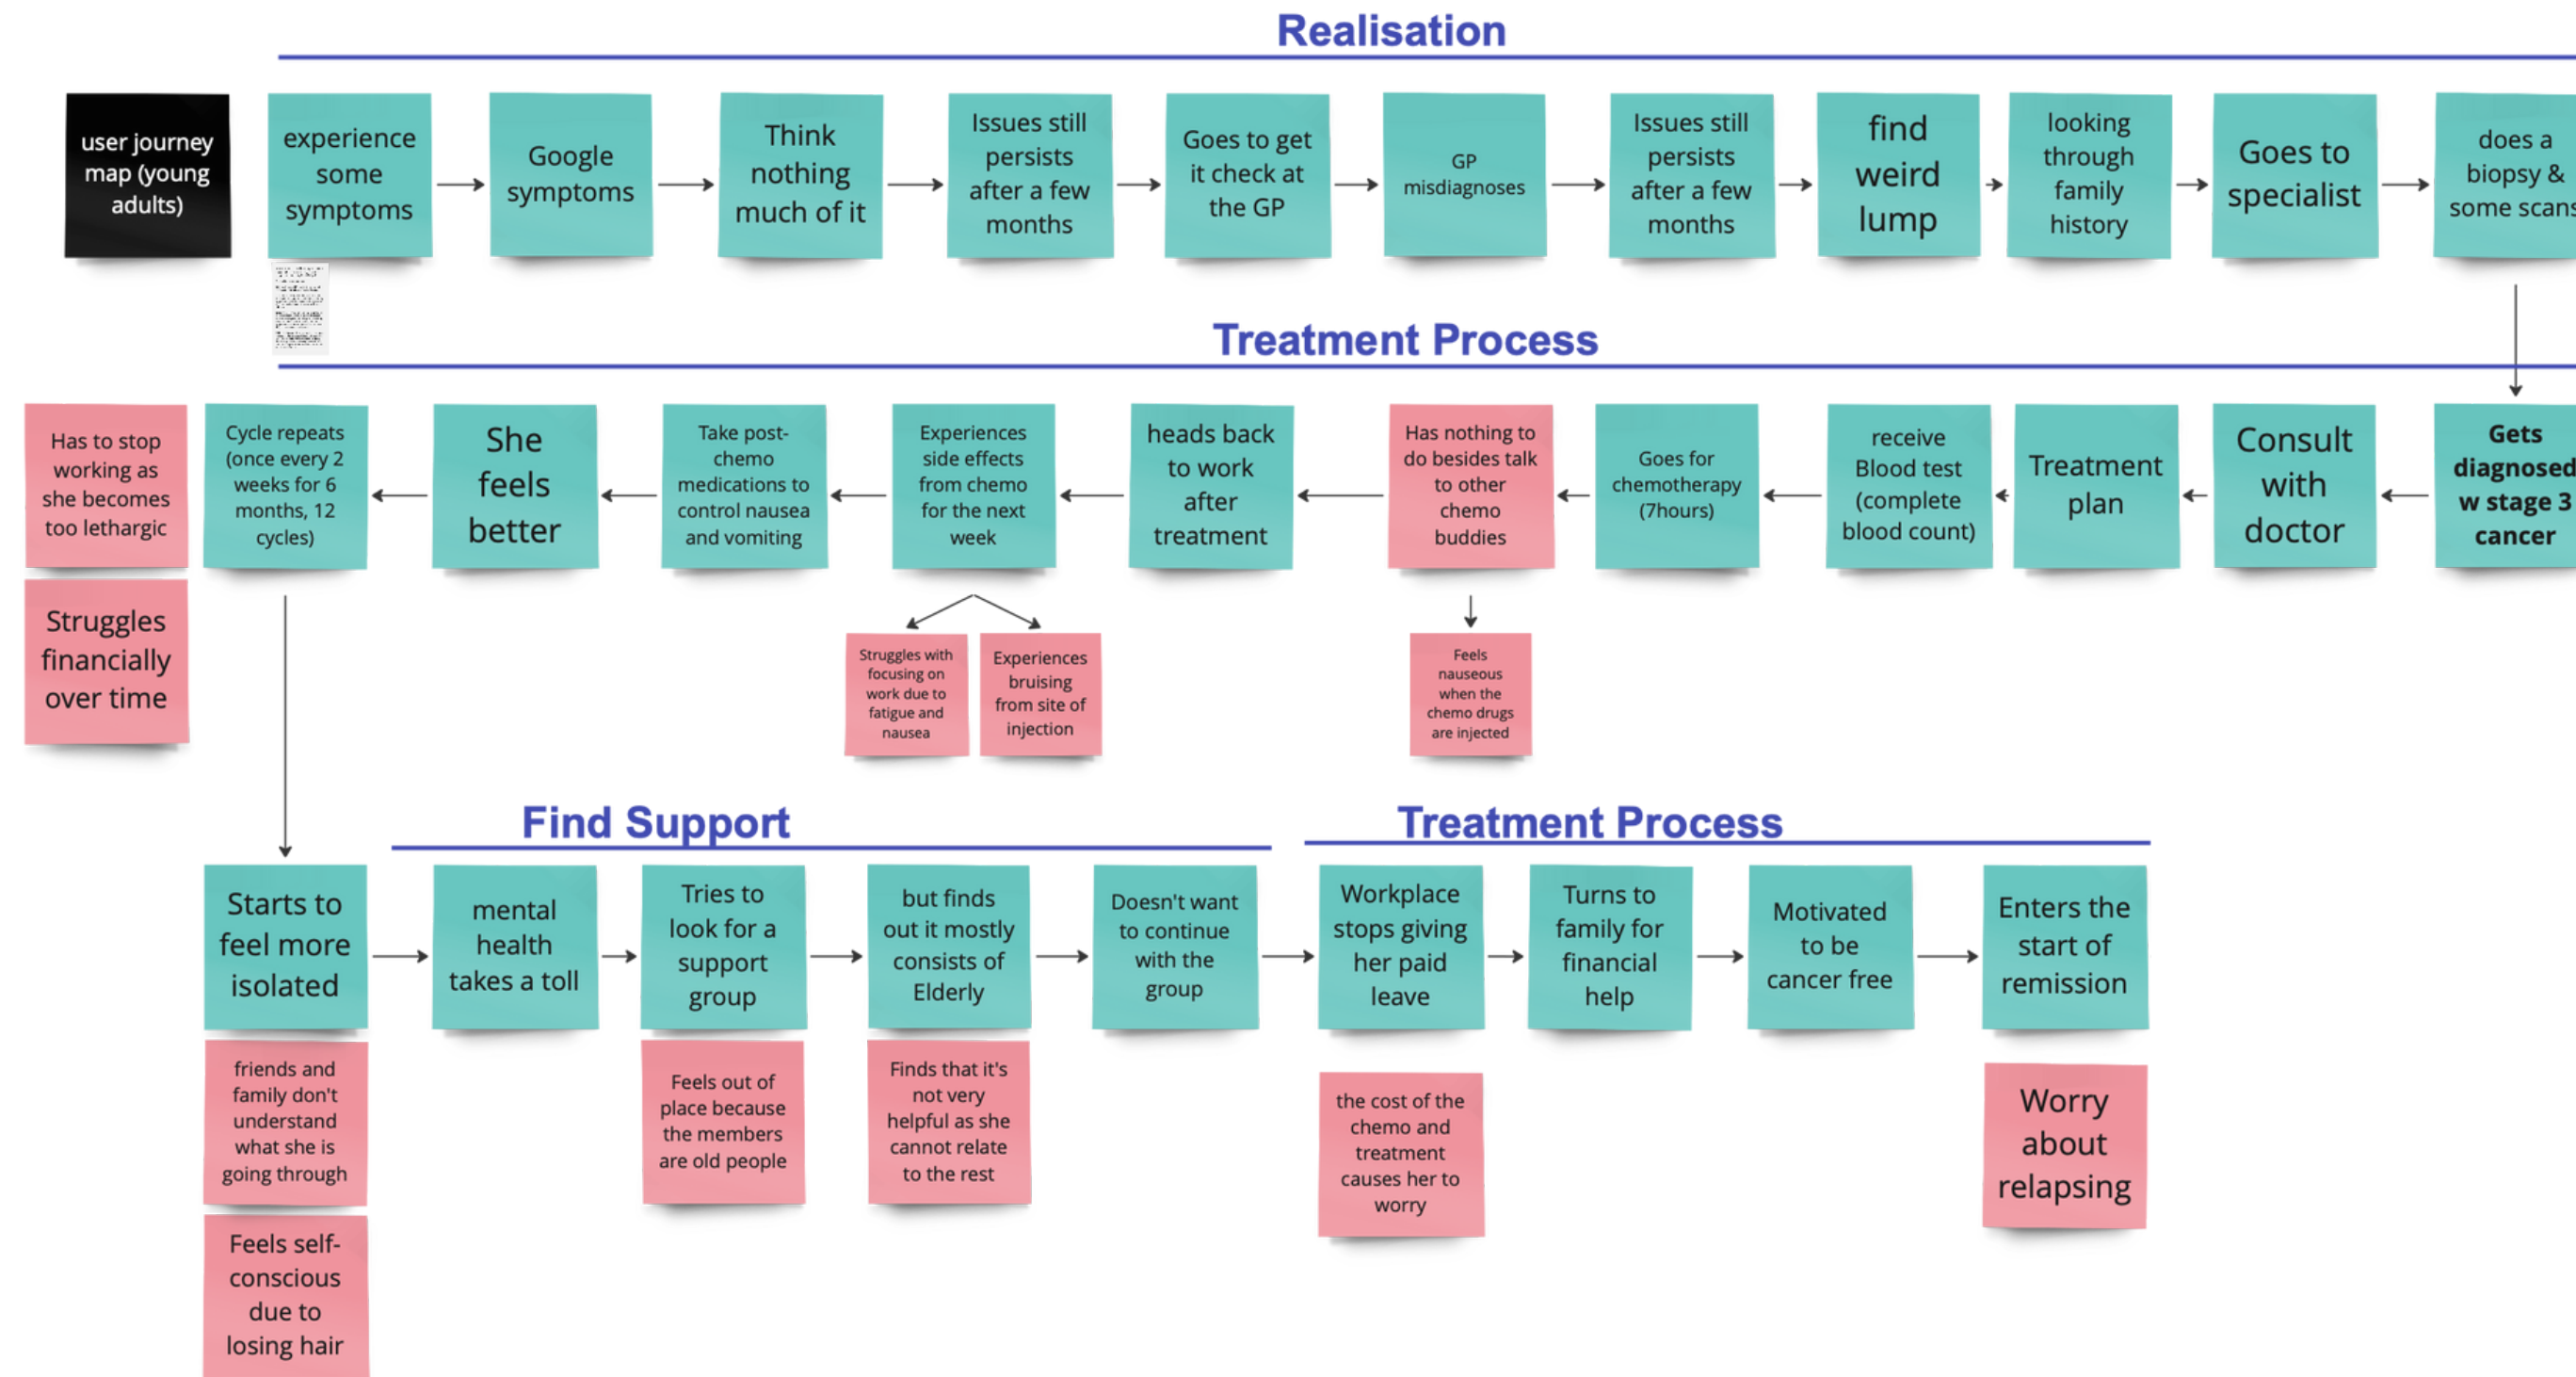 Realisation
user journey
map (young
adults)
experience
some
symptoms
Google
symptoms
Think
nothing
much of it
Issues still
persists
after a few
months
Goes to get
it check at
the GP
GP
misdiagnoses
Issues still
persists
after a few
months
find
weird
lump
looking
through
family
history
Goes to
specialist
does a
biopsy &
some scans
Treatment Process
Gets
diagnosed
w stage 3
cancer
Consult
with
doctor
Treatment
plan
receive
Blood test
(complete
blood count)
Goes for
chemotherapy
(7hours)
Has nothing to
do besides talk
to other
chemo
buddies
Feels
nauseous
when the
chemo drugs
are injected
heads back
to work
after
treatment
Experiences
side effects
from chemo
for the next
week
Struggles with
focusing on
work due to
fatigue and
nausea
Experiences
bruising
from site of
injection
Take post-
chemo
medications to
control nausea
and vomiting
She
feels
better
Cycle repeats
(once every 2
weeks for 6
months, 12
cycles)
Has to stop
working as
she becomes
too lethargic
Struggles
financially
over time
Find Support
Starts to
feel more
isolated
friends and
family don't
understand
what she is
going through
Feels self-
conscious
due to
losing hair
mental
health
takes a toll
Tries to
look for a
support
group
Feels out of
place because
the members
are old people
but finds
out it mostly
consists of
Elderly
Finds that it's
not very
helpful as she
cannot relate
to the rest
Doesn't want
to continue
with the
group
Treatment Process
Workplace
stops giving
her paid
leave
the cost of the
chemo and
treatment
causes her to
worry
Turns to
family for
financial
help
Motivated
to be
cancer free
Enters the
start of
remission
Worry
about
relapsing